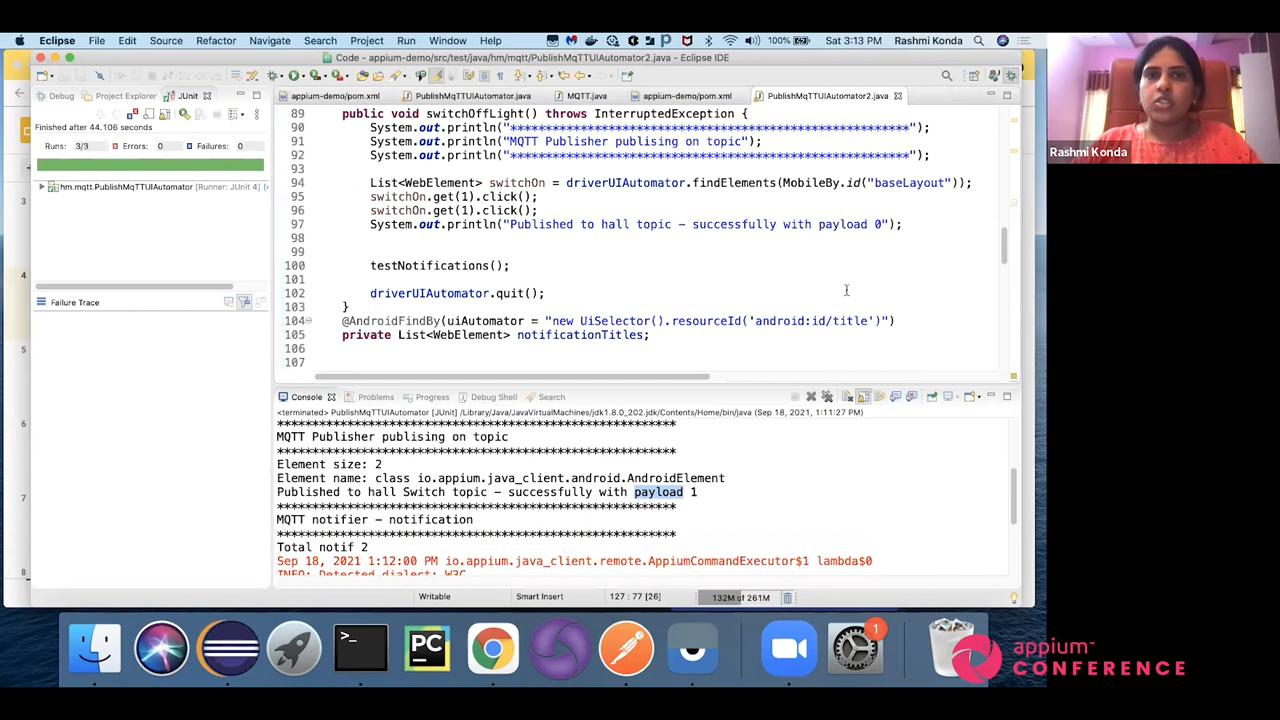 Eclipse File Edit Source Refactor Navigate Search Project Run Window Help 100% Sat 3:13 PM Rashmi Konda
Code - appium-demo/src/test/java/hm/mqtt/PublishMqTTUIAutomator2.java - Eclipse IDE
Debug Project Explorer JUnit
appium-demo/pom.xml PublishMqTTUIAutomator.java MQTT.java appium-demo/pom.xml PublishMqTTUIAutomator2.java
Finished after 44.106 seconds
Runs: 3/3 Errors: 0 Failures: 0
hm.mqtt.PublishMqTTUIAutomator [Runner: JUnit 4] (
Failure Trace
89 public void switchOffLight() throws InterruptedException {
90 System.out.println("*********************************************************");
91 System.out.println("MQTT Publisher publising on topic");
92 System.out.println("*********************************************************");
93
94 List<WebElement> switchOn = driverUIAutomator.findElements(MobileBy.id("baseLayout"));
95 switchOn.get(1).click();
96 switchOn.get(1).click();
97 System.out.println("Published to hall topic - successfully with payload 0");
98
99
100 testNotifications();
101
102 driverUIAutomator.quit();
103 }
104 @AndroidFindBy(uiAutomator = "new UiSelector().resourceId('android:id/title')")
105 private List<WebElement> notificationTitles;
106
107
Console Problems Progress Debug Shell Search
<terminated> PublishMqTTUIAutomator [JUnit] /Library/Java/JavaVirtualMachines/jdk1.8.0_202.jdk/Contents/Home/bin/java (Sep 18, 2021 1:11:27 PM)
*********************************************************
MQTT Publisher publising on topic
*********************************************************
Element size: 2
Element name: class io.appium.java_client.android.AndroidElement
Published to hall Switch topic - successfully with payload 1
*********************************************************
MQTT notifier - notification
*********************************************************
Total notif 2
Sep 18, 2021 1:12:00 PM io.appium.java_client.remote.AppiumCommandExecutor$1 lambda$0
INFO: Detected dialect: W3C
Writable Smart Insert 127 : 77 [26] 132M of 261M
3
4
5
6
7
8
PC
1
Rashmi Konda
appium
CONFERENCE